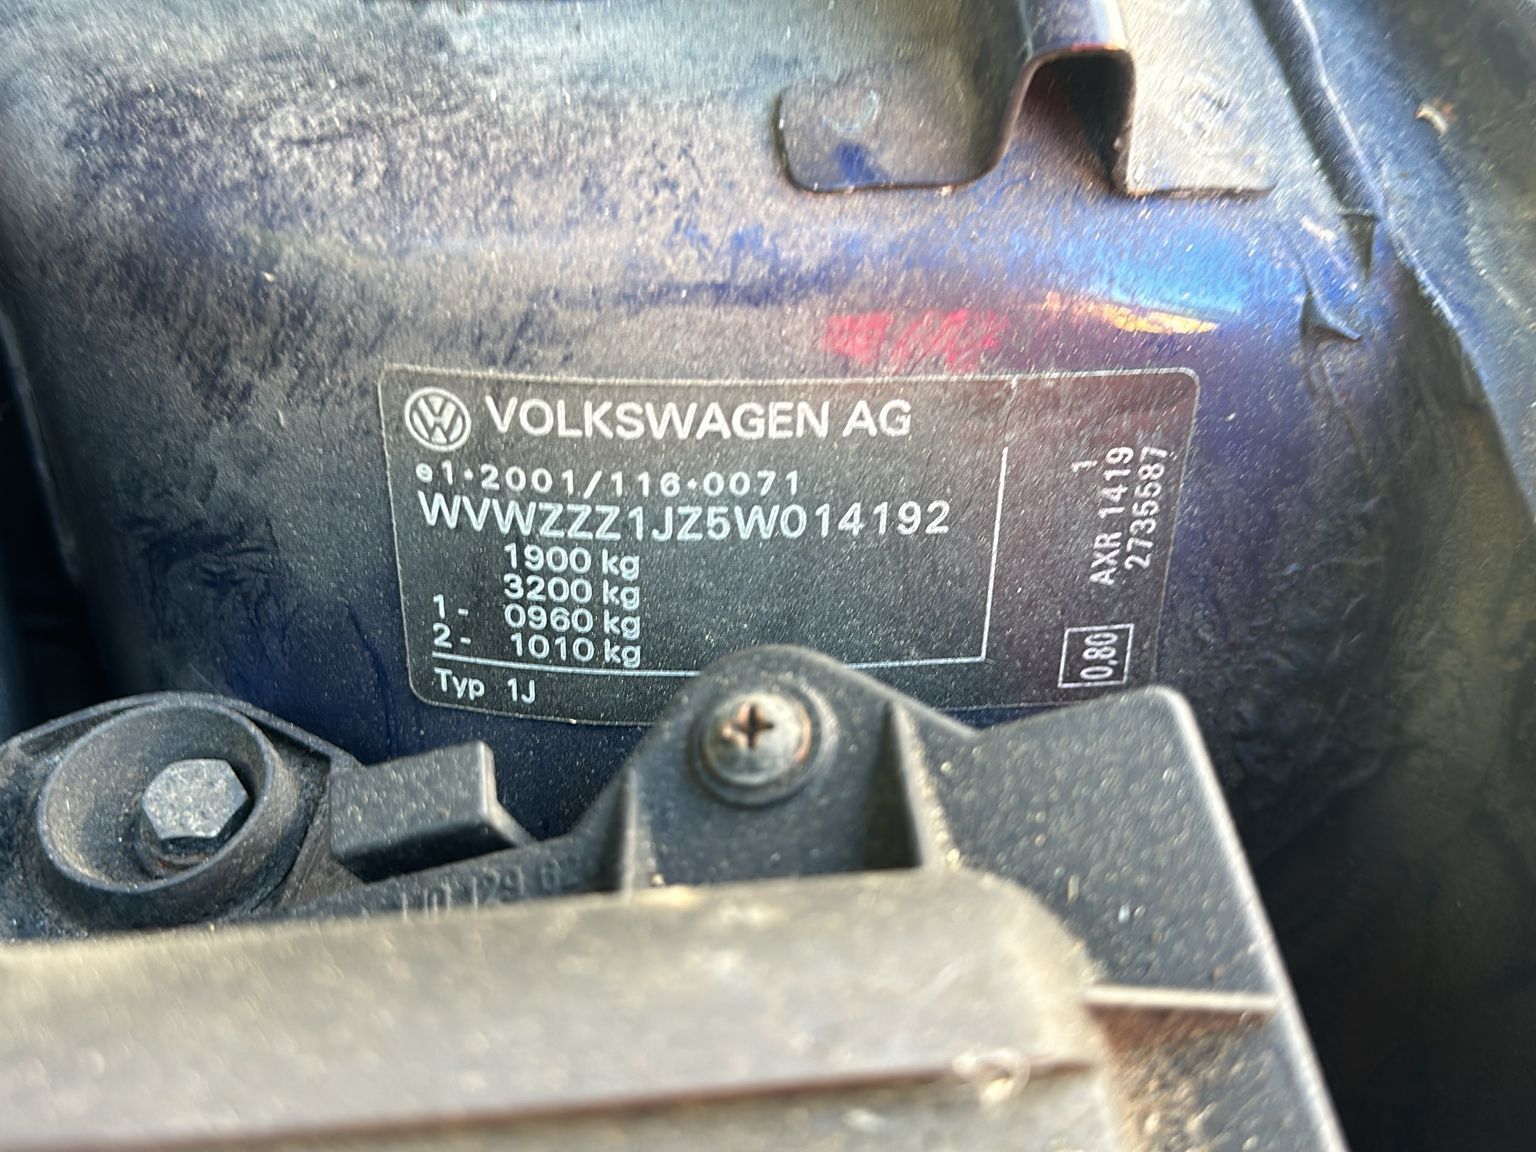 VOLKSWAGEN AG
e1*2001/116*0071
WVWZZZ1JZ5W014192
1900 kg
3200 kg
1- 0960 kg
2- 1010 kg
Typ 1J
1
AXR 1419
2735587
0,80